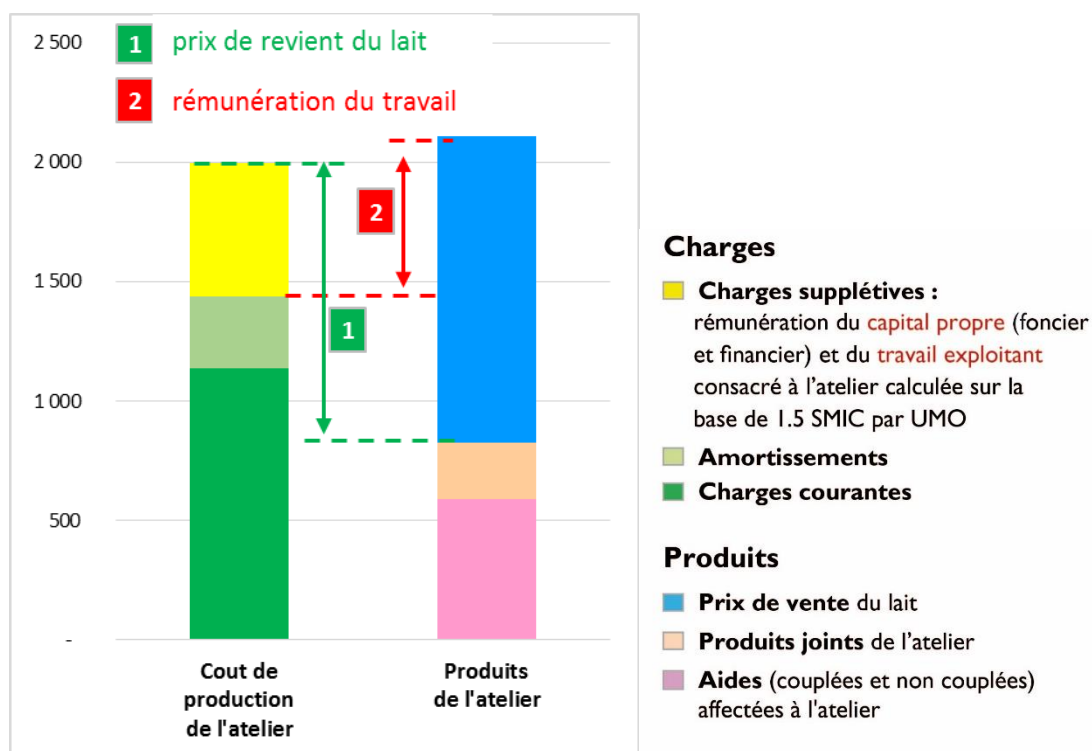 2 500
1 prix de revient du lait
2 rémunération du travail
2 000
2
1 500
1
1 000
500
-
Cout de
production
de l'atelier
Produits
de l'atelier
Charges
Charges supplétives :
rémunération du capital propre (foncier
et financier) et du travail exploitant
consacré à l'atelier calculée sur la
base de 1.5 SMIC par UMO
Amortissements
Charges courantes
Produits
Prix de vente du lait
Produits joints de l'atelier
Aides (couplées et non couplées)
affectées à l'atelier